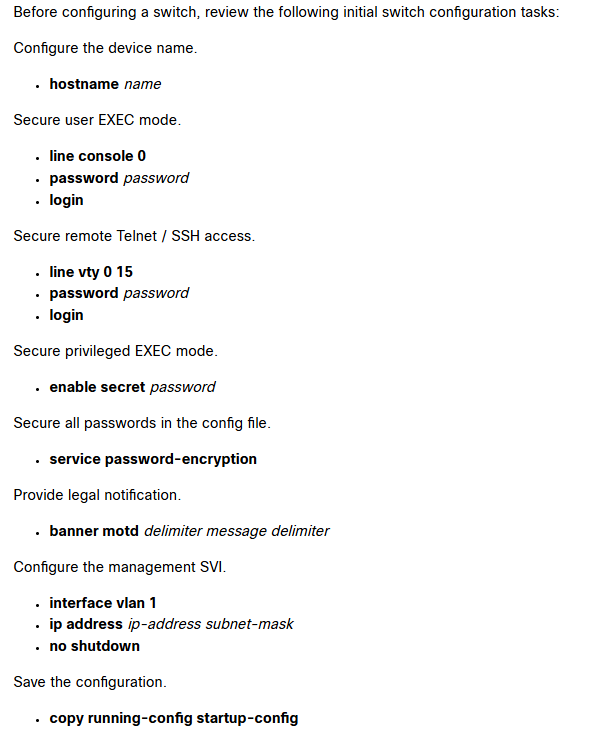 Before configuring a switch, review the following initial switch configuration tasks:
Configure the device name.
• hostname name
Secure user EXEC mode.
• line console 0
• password password
• login
Secure remote Telnet / SSH access.
• line vty 0 15
• password password
• login
Secure privileged EXEC mode.
• enable secret password
Secure all passwords in the config file.
• service password-encryption
Provide legal notification.
• banner motd delimiter message delimiter
Configure the management SVI.
• interface vlan 1
• ip address ip-address subnet-mask
• no shutdown
Save the configuration.
• copy running-config startup-config